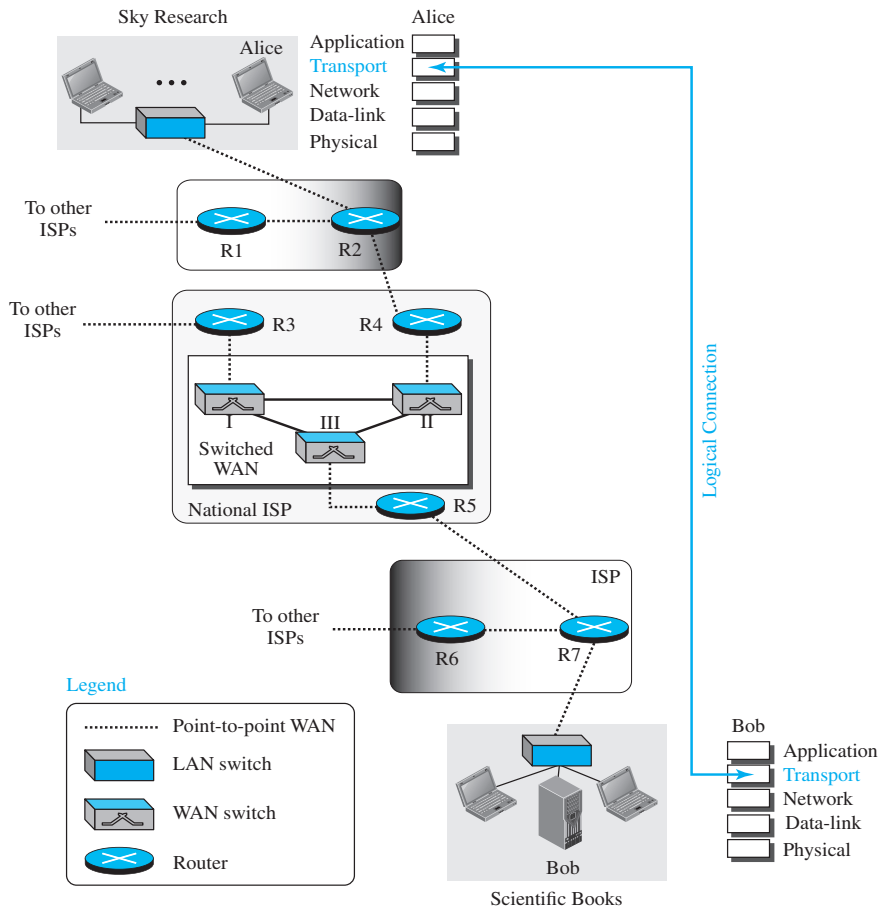 Sky Research
Alice
Alice
Application
Transport
Network
Data-link
Physical
To other
ISPs
R1
R2
To other
ISPs
R3
R4
I
III
II
Switched
WAN
National ISP
R5
Logical Connection
ISP
To other
ISPs
R6
R7
Legend
Point-to-point WAN
LAN switch
WAN switch
Router
Bob
Scientific Books
Bob
Application
Transport
Network
Data-link
Physical